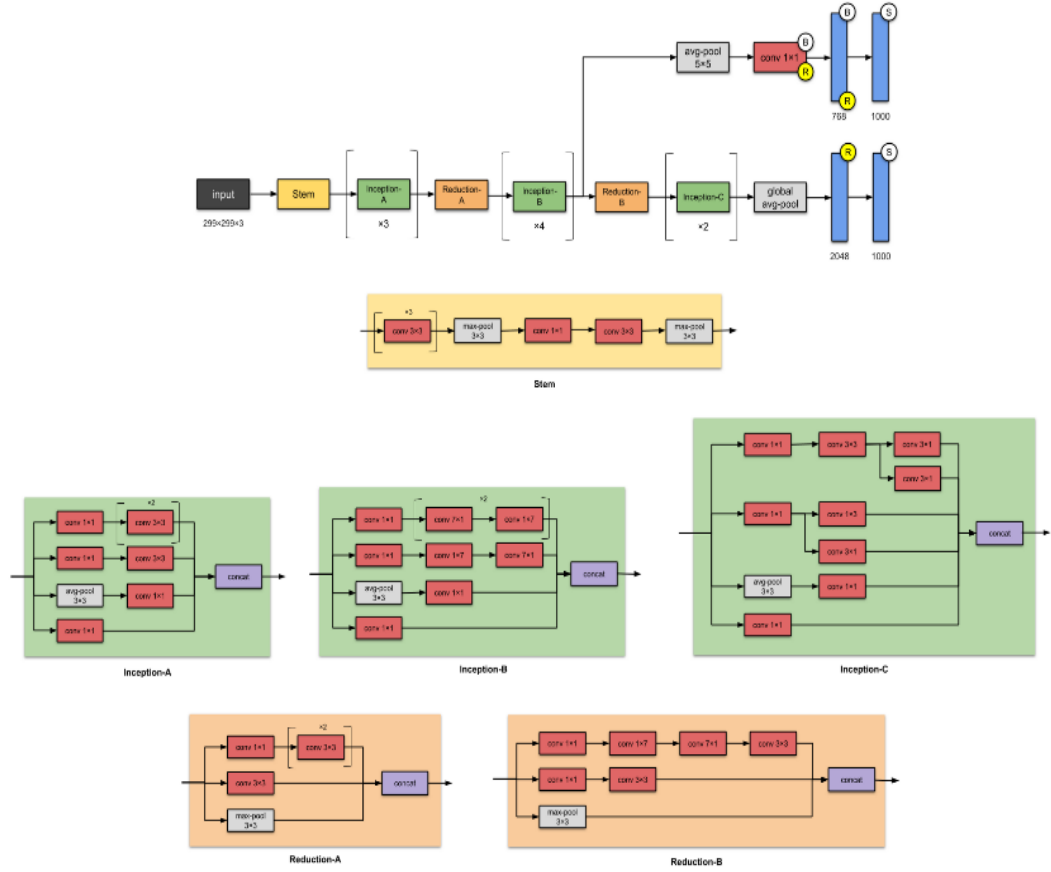 B
S
avg-pool
5×5
conv 1×1
B
R
R
768
1000
input
299×299×3
Stem
Inception-
A
×3
Reduction-
A
Inception-
B
×4
Reduction-
B
Inception-C
×2
global
avg-pool
R
S
2048
1000
×3
conv 3×3
max-pool
3×3
conv 1×1
conv 3×3
max-pool
3×3
Stem
×2
conv 1×1
conv 3×3
conv 1×1
conv 3×3
avg-pool
3×3
conv 1×1
conv 1×1
concat
Inception-A
×2
conv 1×1
conv 7×1
conv 1×7
conv 1×1
conv 1×7
conv 7×1
avg-pool
3×3
conv 1×1
conv 1×1
concat
Inception-B
conv 1×1
conv 3×3
conv 3×1
conv 3×1
conv 1×1
conv 1×3
conv 3×1
avg-pool
3×3
conv 1×1
conv 1×1
concat
Inception-C
×2
conv 1×1
conv 3×3
conv 3×3
max-pool
3×3
concat
Reduction-A
conv 1×1
conv 1×7
conv 7×1
conv 3×3
conv 1×1
conv 3×3
max-pool
3×3
concat
Reduction-B